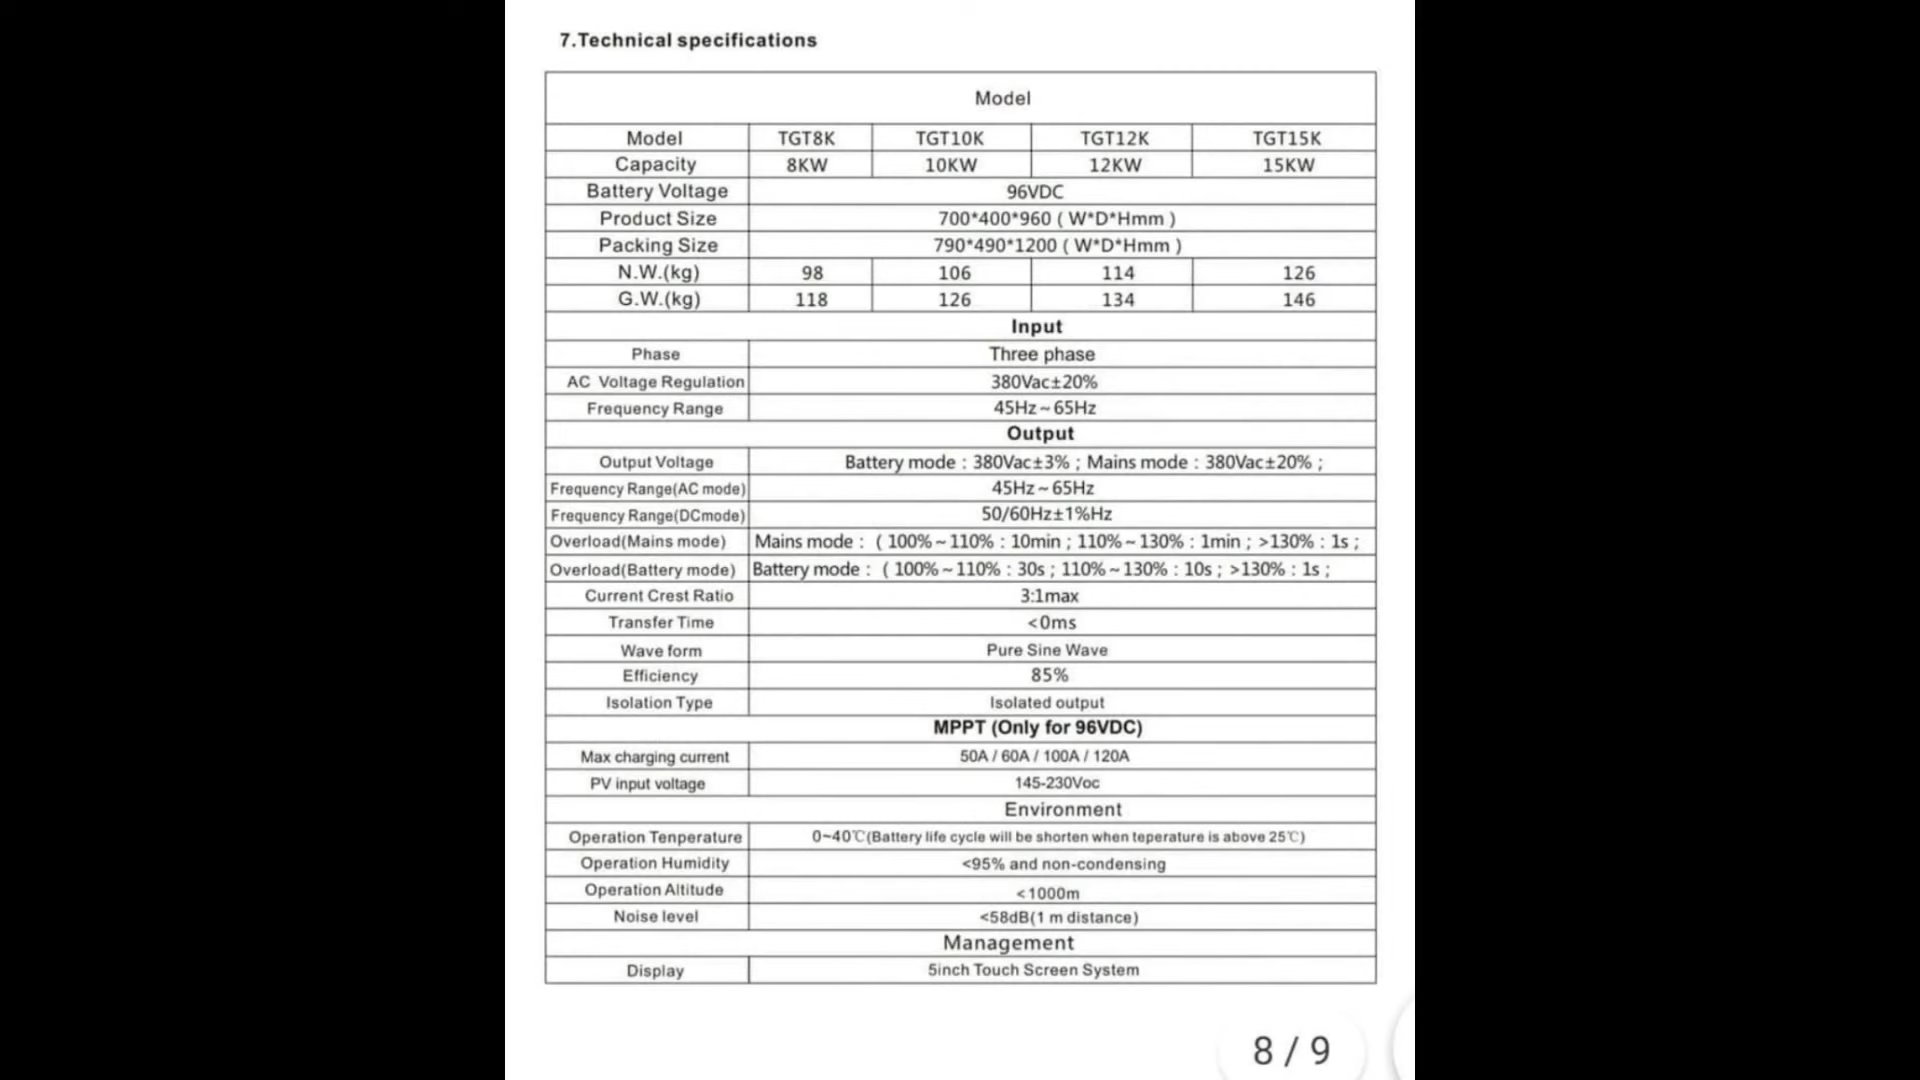 7.Technical specifications
Model
Model TGT8K TGT10K TGT12K TGT15K
Capacity 8KW 10KW 12KW 15KW
Battery Voltage 96VDC
Product Size 700*400*960 ( W*D*Hmm )
Packing Size 790*490*1200 ( W*D*Hmm )
N.W.(kg) 98 106 114 126
G.W.(kg) 118 126 134 146
Input
Phase Three phase
AC Voltage Regulation 380Vac±20%
Frequency Range 45Hz~65Hz
Output
Output Voltage Battery mode : 380Vac±3% ; Mains mode : 380Vac±20% ;
Frequency Range(AC mode) 45Hz~65Hz
Frequency Range(DCmode) 50/60Hz±1%Hz
Overload(Mains mode) Mains mode : ( 100%~110% : 10min ; 110%~130% : 1min ; >130% : 1s ;
Overload(Battery mode) Battery mode : ( 100%~110% : 30s ; 110%~130% : 10s ; >130% : 1s ;
Current Crest Ratio 3:1max
Transfer Time <0ms
Wave form Pure Sine Wave
Efficiency 85%
Isolation Type Isolated output
MPPT (Only for 96VDC)
Max charging current 50A / 60A / 100A / 120A
PV input voltage 145-230Voc
Environment
Operation Tenperature 0~40℃(Battery life cycle will be shorten when teperature is above 25℃)
Operation Humidity <95% and non-condensing
Operation Altitude <1000m
Noise level <58dB(1 m distance)
Management
Display 5inch Touch Screen System
8 / 9